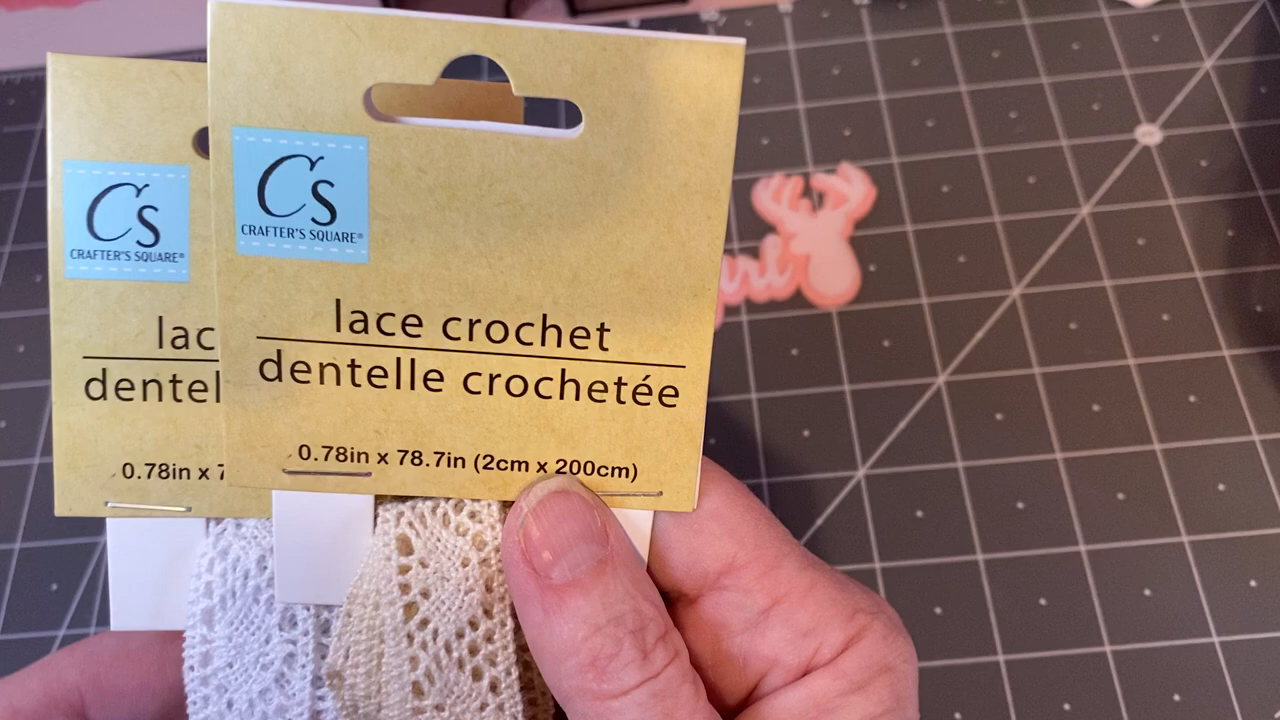 Cs
CRAFTER'S SQUARE®
lac
dentel
0.78in x 7
Cs
CRAFTER'S SQUARE®
lace crochet
dentelle crochetée
0.78in x 78.7in (2cm x 200cm)